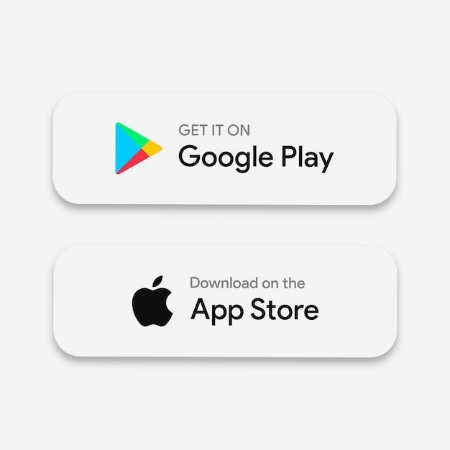 GET IT ON
Google Play
Download on the
App Store